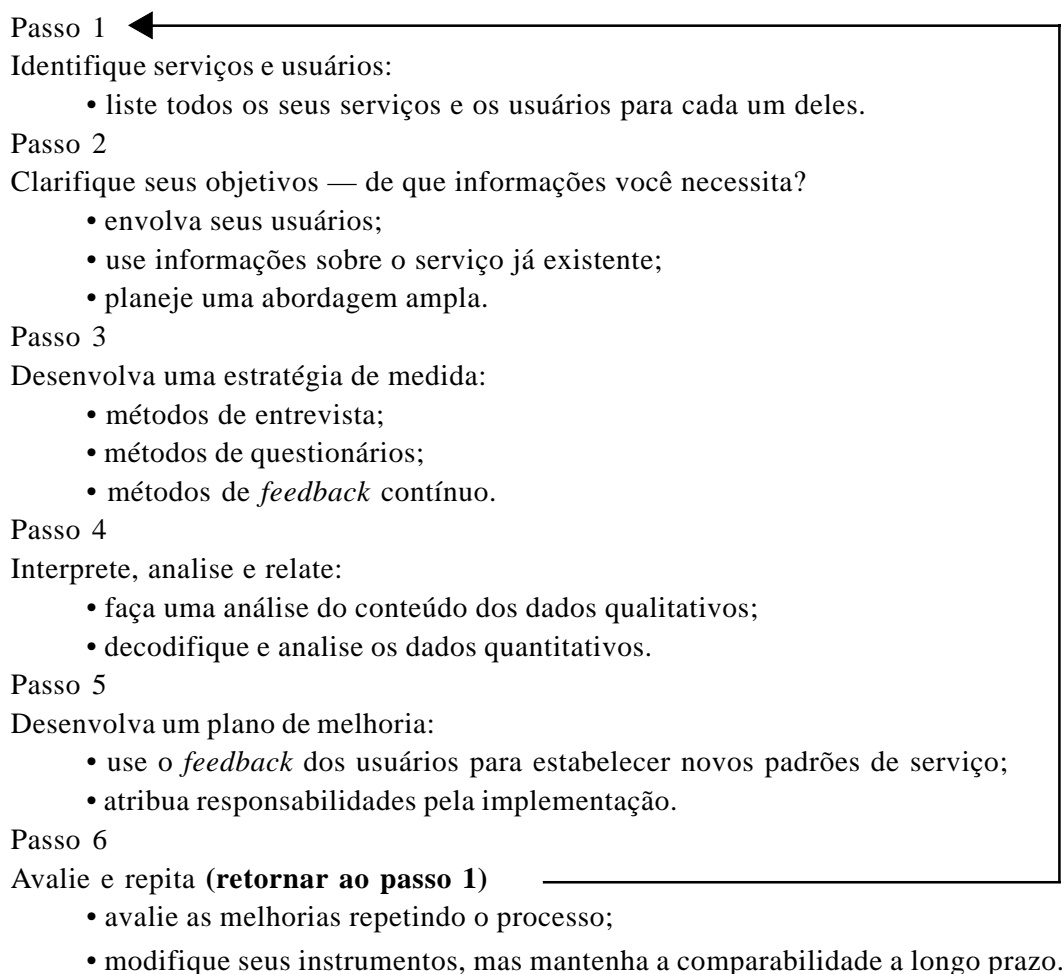 Passo 1
Identifique serviços e usuários:
• liste todos os seus serviços e os usuários para cada um deles.
Passo 2
Clarifique seus objetivos — de que informações você necessita?
• envolva seus usuários;
• use informações sobre o serviço já existente;
• planeje uma abordagem ampla.
Passo 3
Desenvolva uma estratégia de medida:
• métodos de entrevista;
• métodos de questionários;
• métodos de feedback contínuo.
Passo 4
Interprete, analise e relate:
• faça uma análise do conteúdo dos dados qualitativos;
• decodifique e analise os dados quantitativos.
Passo 5
Desenvolva um plano de melhoria:
• use o feedback dos usuários para estabelecer novos padrões de serviço;
• atribua responsabilidades pela implementação.
Passo 6
Avalie e repita (retornar ao passo 1)
• avalie as melhorias repetindo o processo;
• modifique seus instrumentos, mas mantenha a comparabilidade a longo prazo